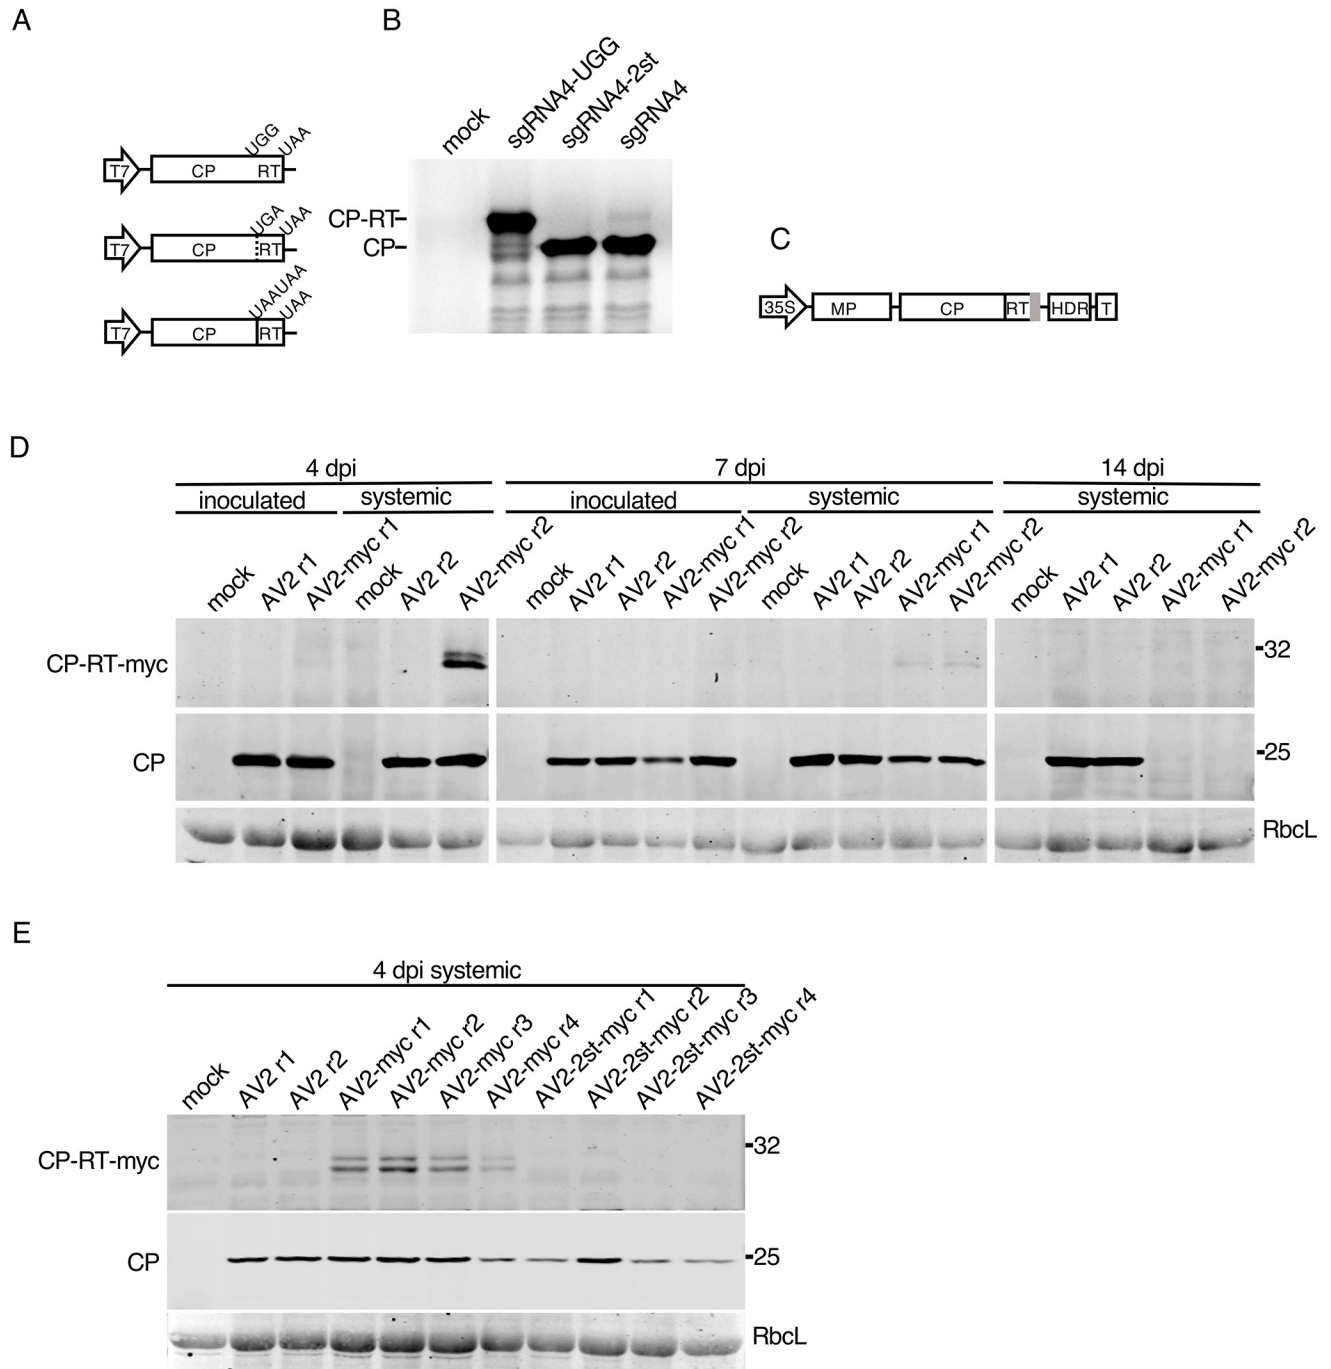 A
UGG
UAA
T7 CP RT
UGA
UAA
T7 CP RT
UAAUAA
UAA
T7 CP RT
B
mock
sgRNA4-UGG
sgRNA4-2st
sgRNA4
CP-RT
CP
C
35S MP CP RT HDR T
D
4 dpi 7 dpi 14 dpi
inoculated systemic inoculated systemic systemic
mock
AV2 r1
AV2-myc r1
mock
AV2 r2
AV2-myc r2
mock
AV2 r1
AV2 r2
AV2-myc r1
AV2-myc r2
mock
AV2 r1
AV2 r2
AV2-myc r1
AV2-myc r2
mock
AV2 r1
AV2 r2
AV2-myc r1
AV2-myc r2
CP-RT-myc
32
CP
25
RbcL
E
4 dpi systemic
mock
AV2 r1
AV2 r2
AV2-myc r1
AV2-myc r2
AV2-myc r3
AV2-myc r4
AV2-2st-myc r1
AV2-2st-myc r2
AV2-2st-myc r3
AV2-2st-myc r4
CP-RT-myc
32
CP
25
RbcL